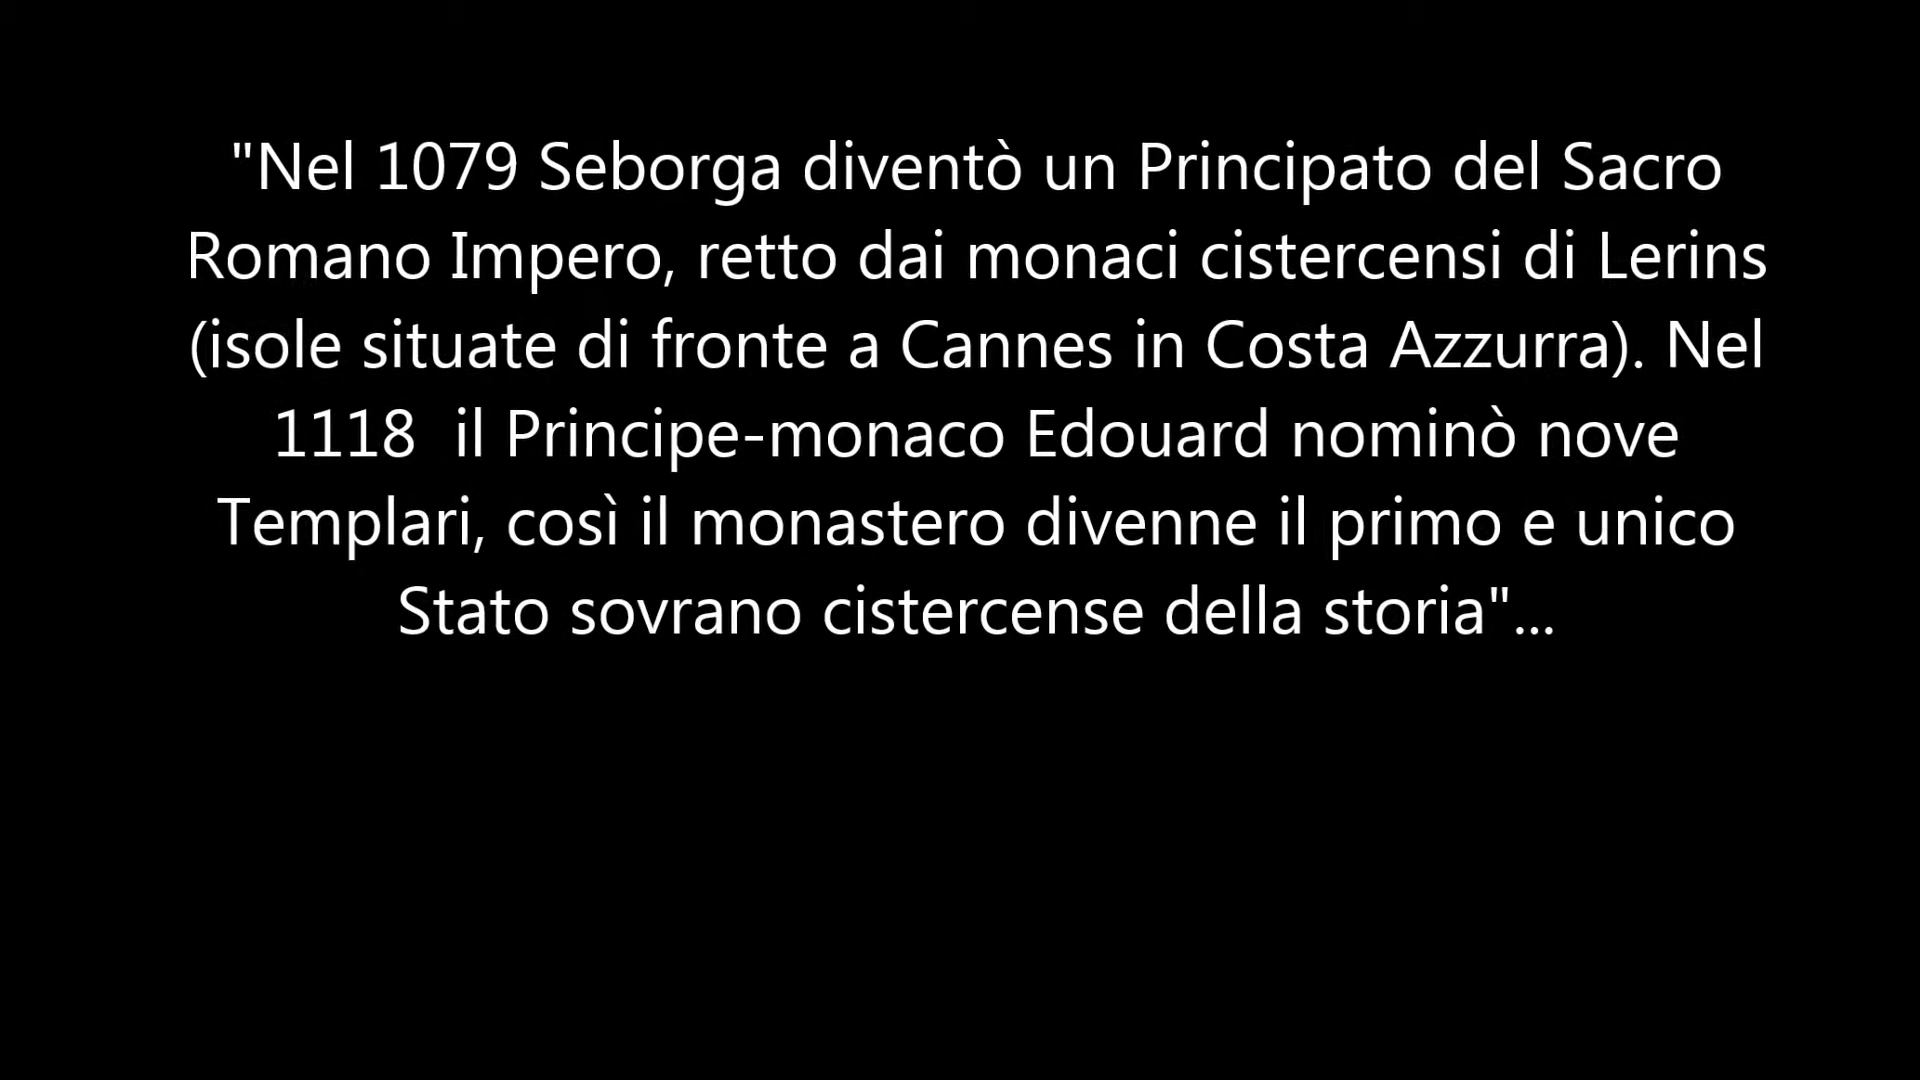 "Nel 1079 Seborga diventò un Principato del Sacro
Romano Impero, retto dai monaci cistercensi di Lerins
(isole situate di fronte a Cannes in Costa Azzurra). Nel
1118  il Principe-monaco Edouard nominò nove
Templari, così il monastero divenne il primo e unico
Stato sovrano cistercense della storia"...